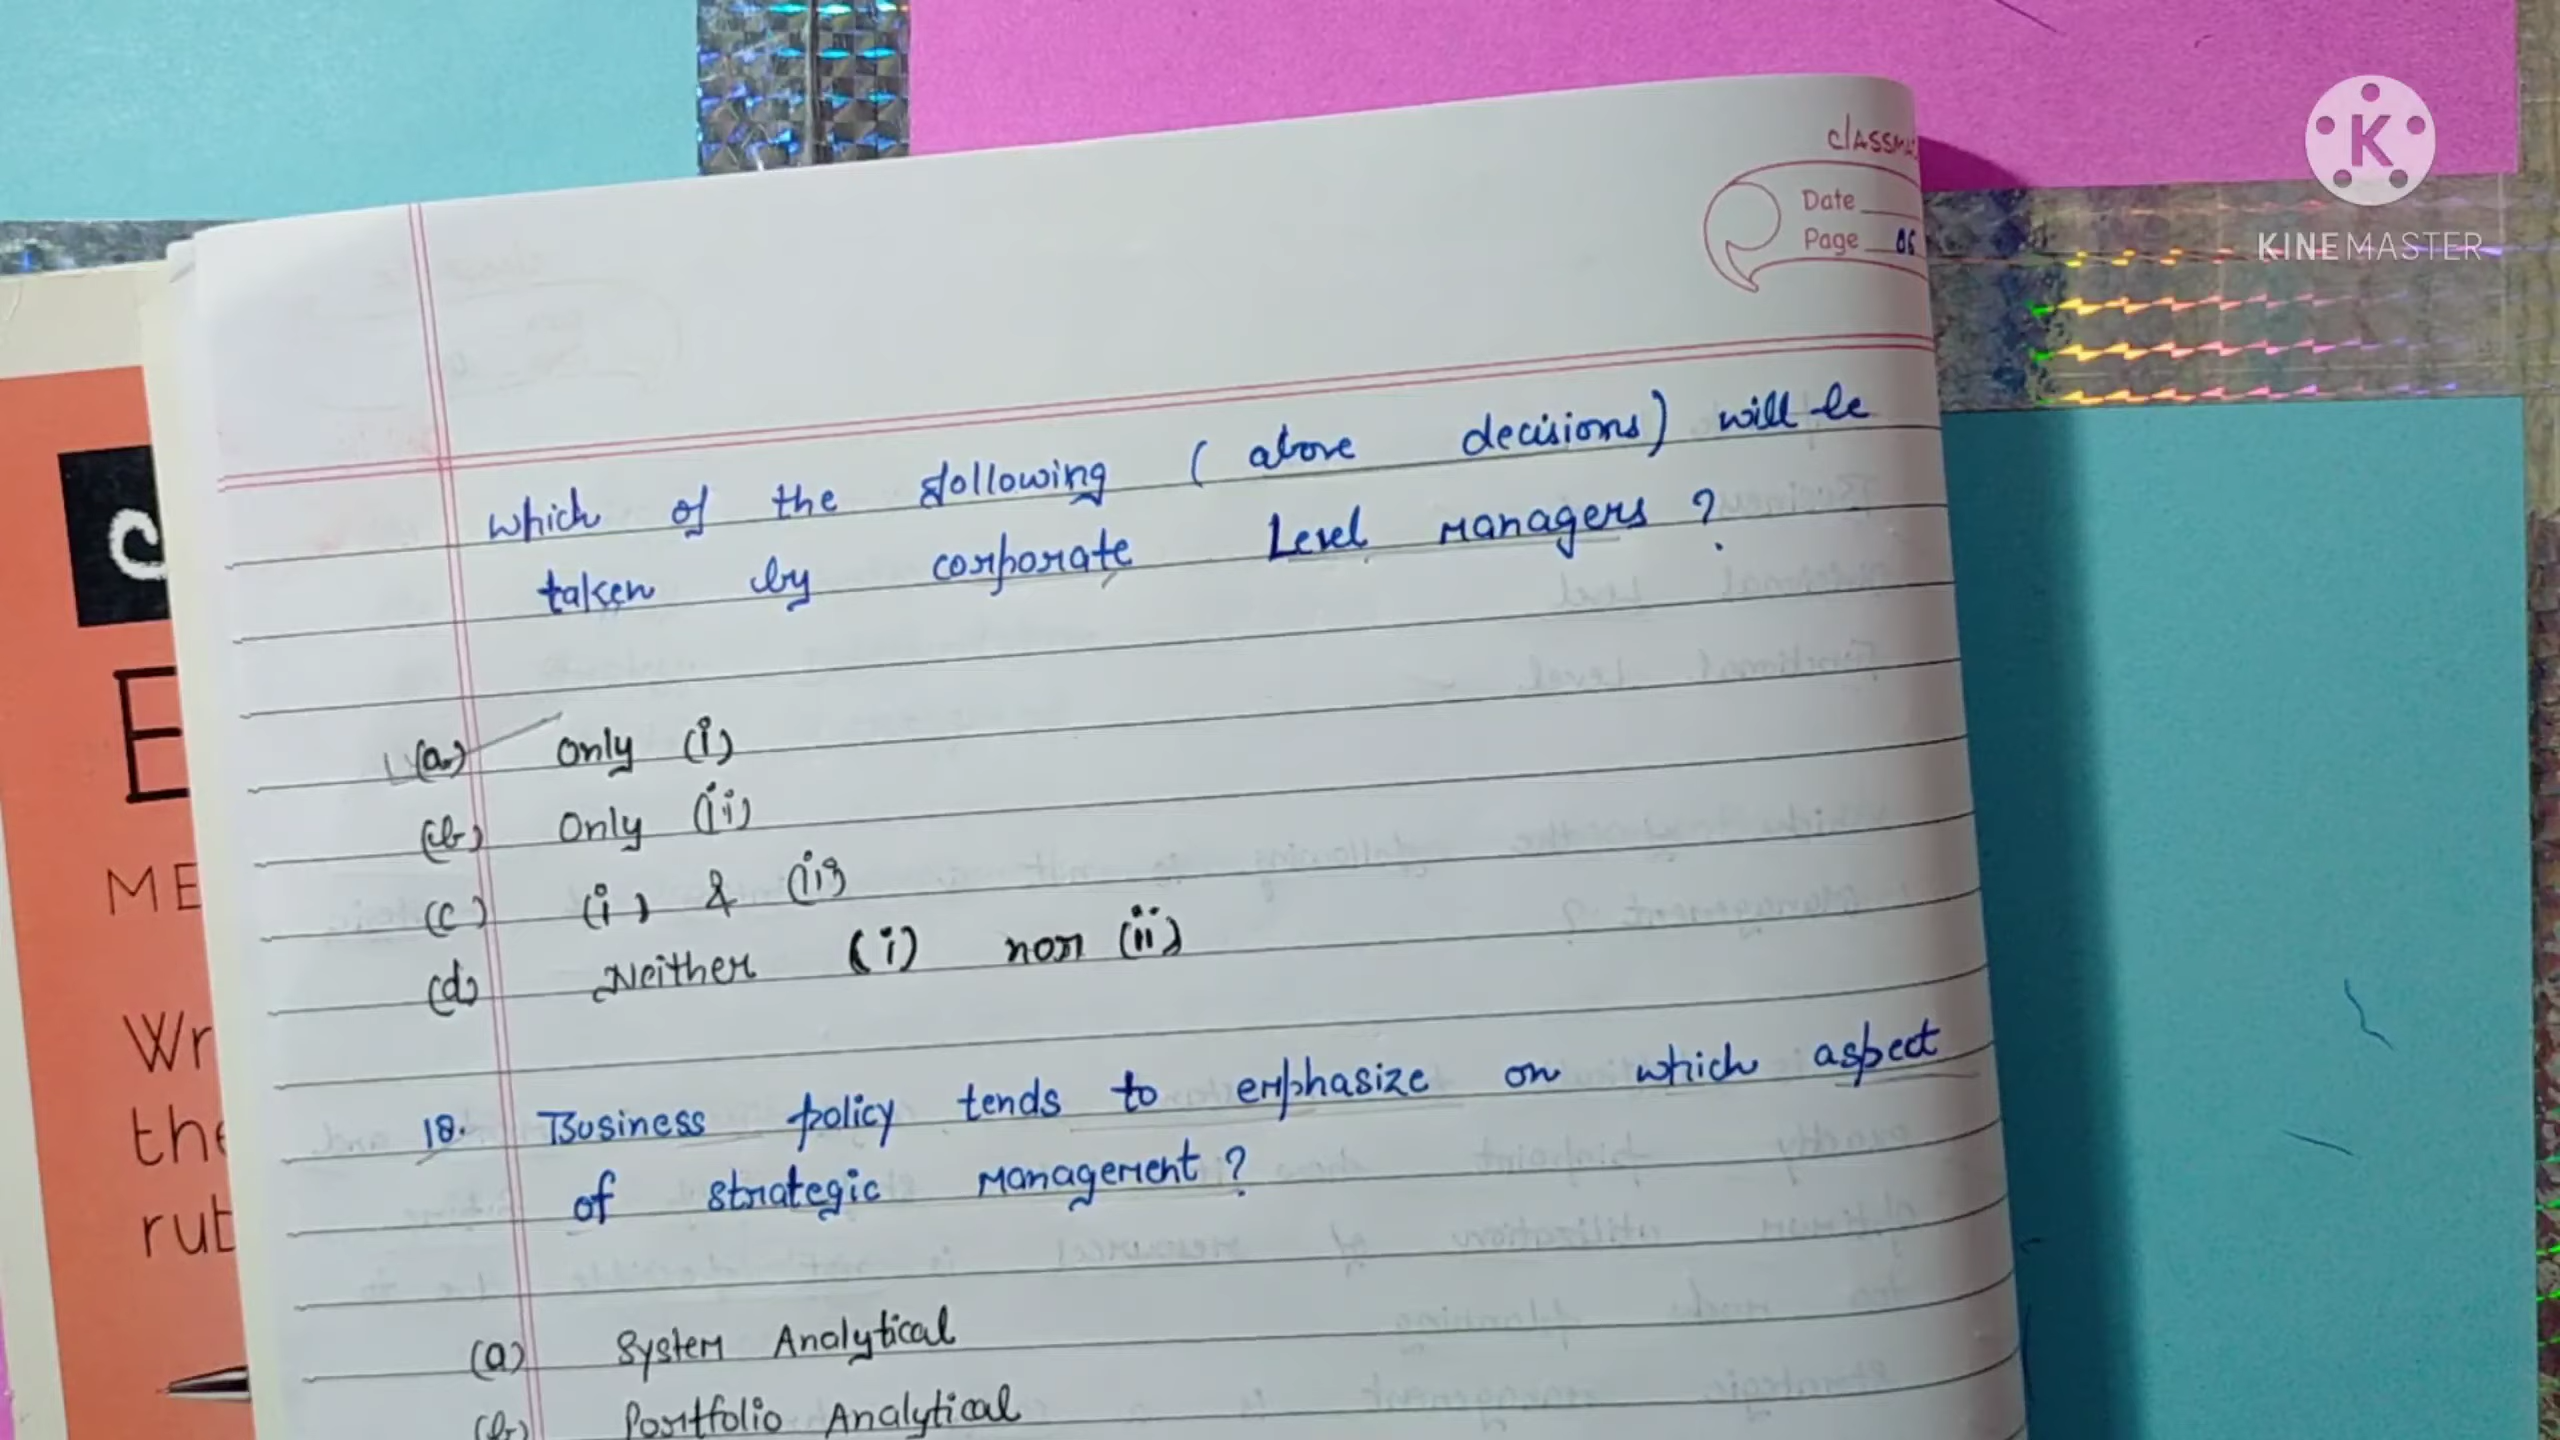 classma
Date
Page 06
KINEMASTER
Which of the following (above decisions) will be
taken by corporate Level managers ?
(a) Only (i)
(b) Only (ii)
(c) (i) & (ii)
(d) Neither (i) nor (ii)
18. Business policy tends to emphasize on which aspect
of strategic management?
(a) System Analytical
(b) Portfolio Analytical
E
ME
Wr
the
rub